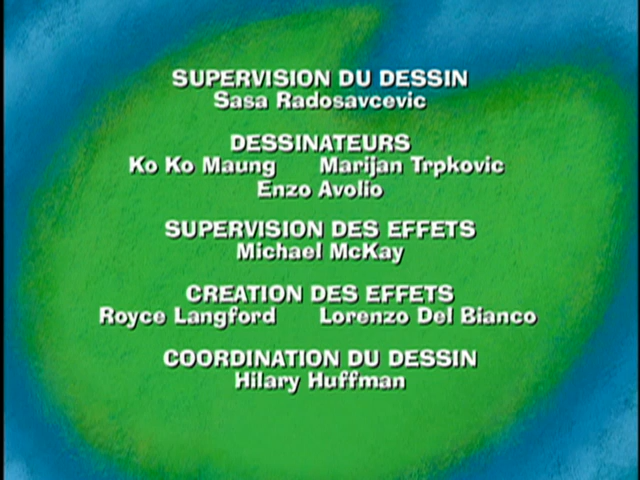 SUPERVISION DU DESSIN
Sasa Radosavcevic
DESSINATEURS
Ko Ko Maung Marijan Trpkovic
Enzo Avolio
SUPERVISION DES EFFETS
Michael McKay
CREATION DES EFFETS
Royce Langford Lorenzo Del Bianco
COORDINATION DU DESSIN
Hilary Huffman